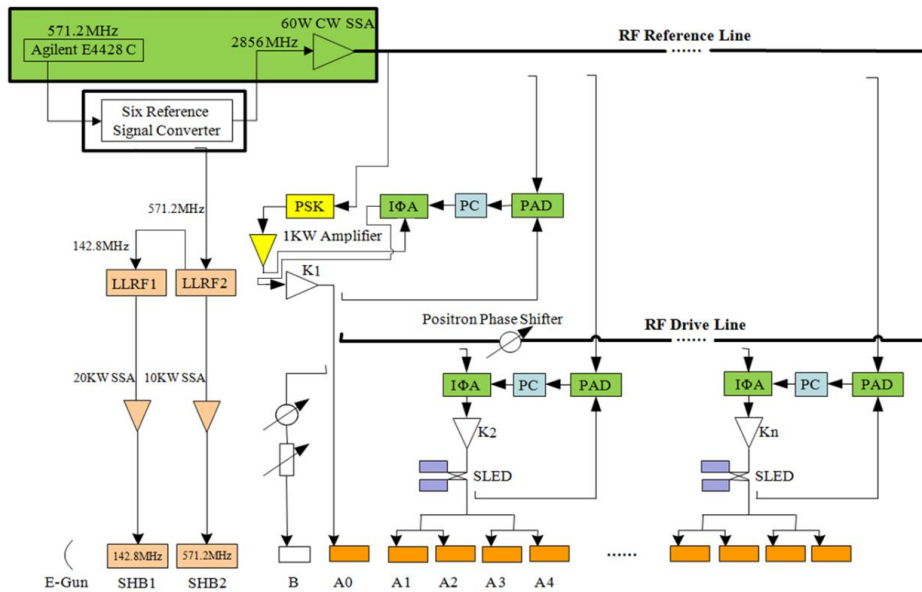 571.2MHz
Agilent E4428 C
2856MHz
60W CW SSA
RF Reference Line
......
Six Reference
Signal Converter
571.2MHz
142.8MHz
PSK
IΦA
PC
PAD
1KW Amplifier
K1
LLRF1
LLRF2
Positron Phase Shifter
RF Drive Line
......
20KW SSA
10KW SSA
IΦA
PC
PAD
IΦA
PC
PAD
K2
Kn
SLED
SLED
142.8MHz
571.2MHz
......
E-Gun
SHB1
SHB2
B
A0
A1
A2
A3
A4